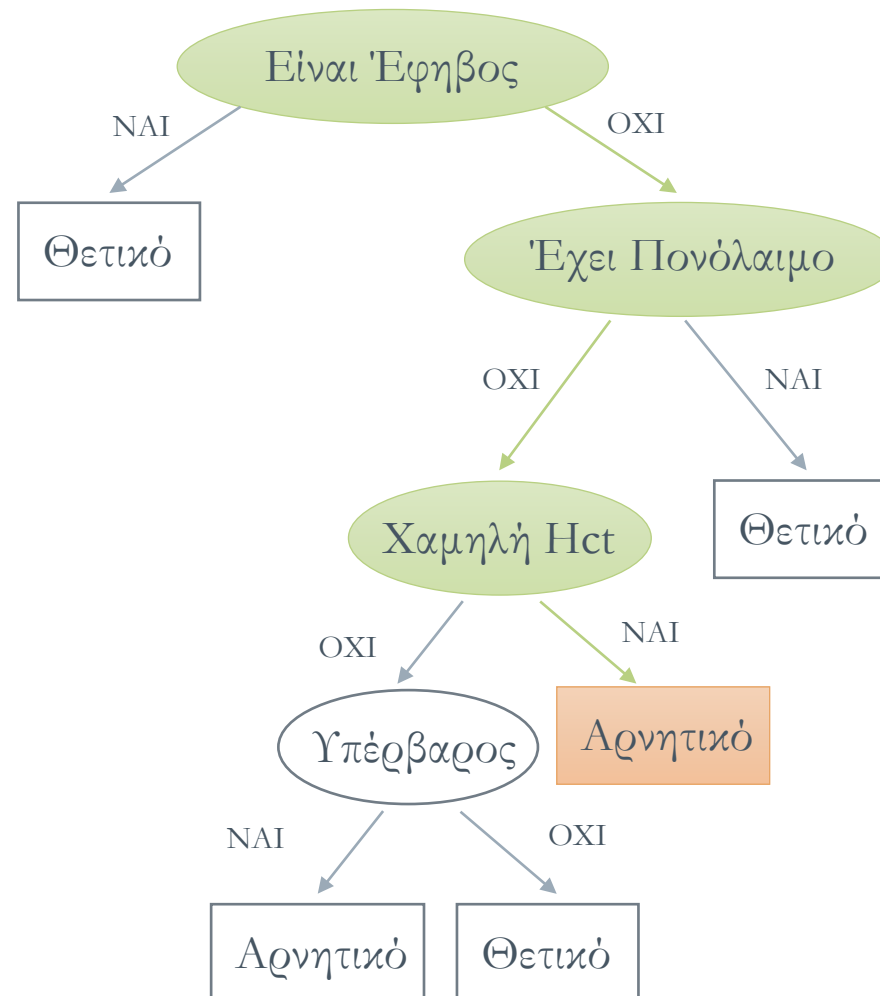 Είναι Έφηβος
ΝΑΙ
ΟΧΙ
Θετικό
Έχει Πονόλαιμο
ΟΧΙ
ΝΑΙ
Χαμηλή Hct
Θετικό
ΟΧΙ
ΝΑΙ
Υπέρβαρος
Αρνητικό
ΝΑΙ
ΟΧΙ
Αρνητικό
Θετικό